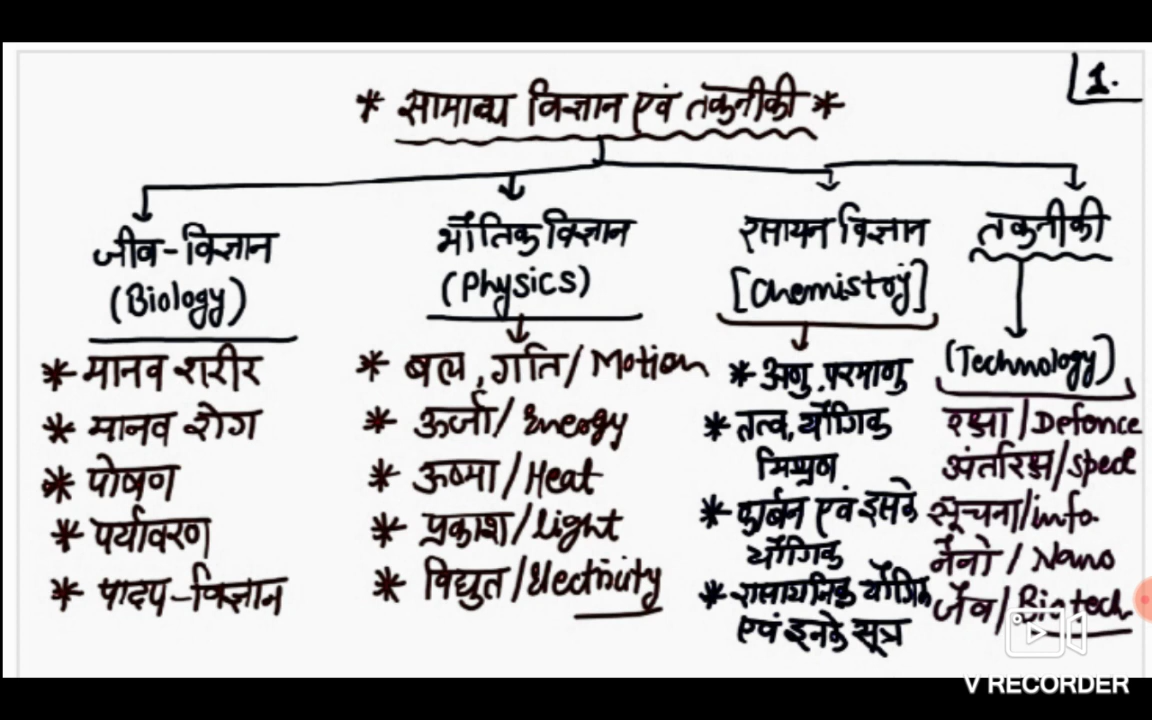 1.
* सामान्य विज्ञान एवं तकनीकी *
जीव-विज्ञान
(Biology)
* मानव शरीर
* मानव रोग
* पोषण
* पर्यावरण
* पादप-विज्ञान
भौतिक विज्ञान
(Physics)
* बल, गति/Motion
* ऊर्जा/Energy
* ऊष्मा/Heat
* प्रकाश/light
* विद्युत/Electricity
रसायन विज्ञान
[Chemistry]
* अणु, परमाणु
* तत्व, यौगिक
मिश्रण
* कार्बन एवं इसके
यौगिक
* रासायनिक यौगिक
एवं इनके सूत्र
तकनीकी
(Technology)
रक्षा/Defence
अंतरिक्ष/Spece
सूचना/info.
नैनो/Nano
जैव/Biotech
V RECORDER